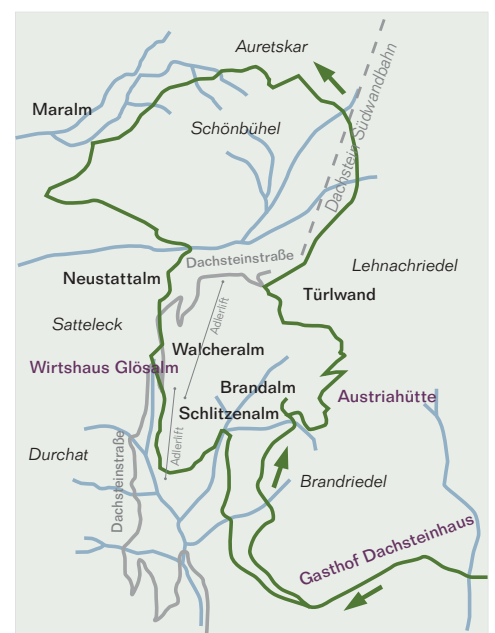 Auretskar
Maralm
Schönbühel
Dachstein Südwandbahn
Dachsteinstraße
Lehnachriedel
Neustattalm
Türlwand
Satteleck
Adlerlift
Walcheralm
Wirtshaus Glösalm
Brandalm
Austriahütte
Schlitzenalm
Adlerlift
Durchat
Dachsteinstraße
Brandriedel
Gasthof Dachsteinhaus